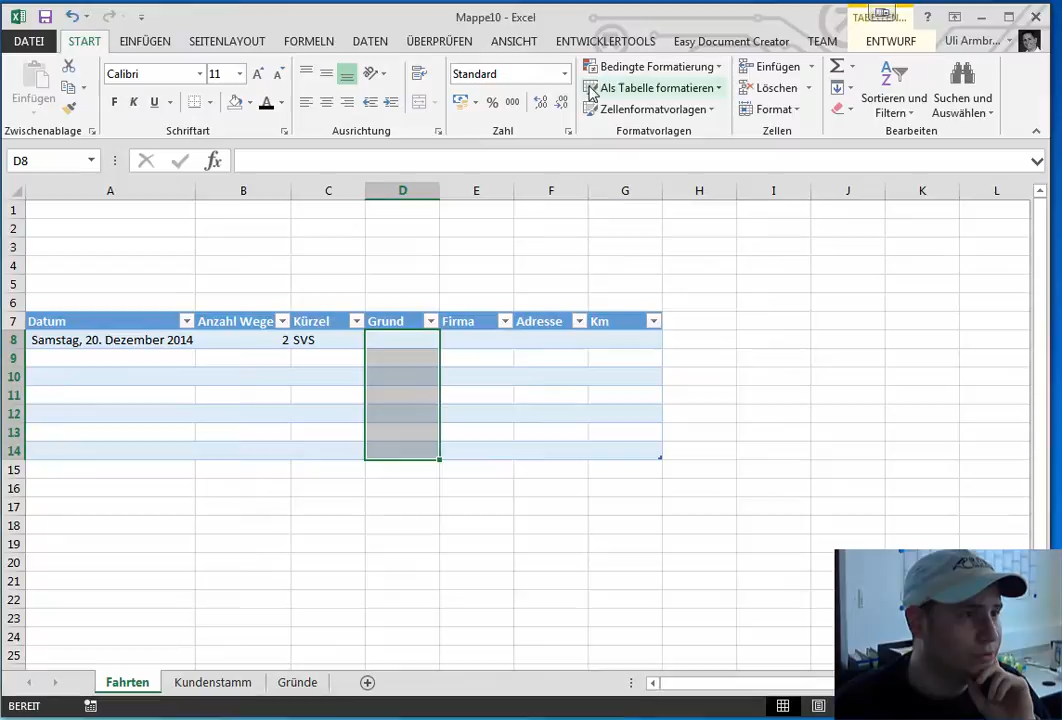 Mappe10 - Excel
TABELLEN...
?
DATEI START EINFÜGEN SEITENLAYOUT FORMELN DATEN ÜBERPRÜFEN ANSICHT ENTWICKLERTOOLS Easy Document Creator TEAM ENTWURF Uli Armbr...
Einfügen
Calibri 11
F K U
Standard
% 000
Bedingte Formatierung
Als Tabelle formatieren
Zellenformatvorlagen
Einfügen
Löschen
Format
Sortieren und Filtern
Suchen und Auswählen
Zwischenablage Schriftart Ausrichtung Zahl Formatvorlagen Zellen Bearbeiten
D8 fx
A B C D E F G H I J K L
1
2
3
4
5
6
7 Datum Anzahl Wege Kürzel Grund Firma Adresse Km
8 Samstag, 20. Dezember 2014 2 SVS
9
10
11
12
13
14
15
16
17
18
19
20
21
22
23
24
25
Fahrten Kundenstamm Gründe
BEREIT